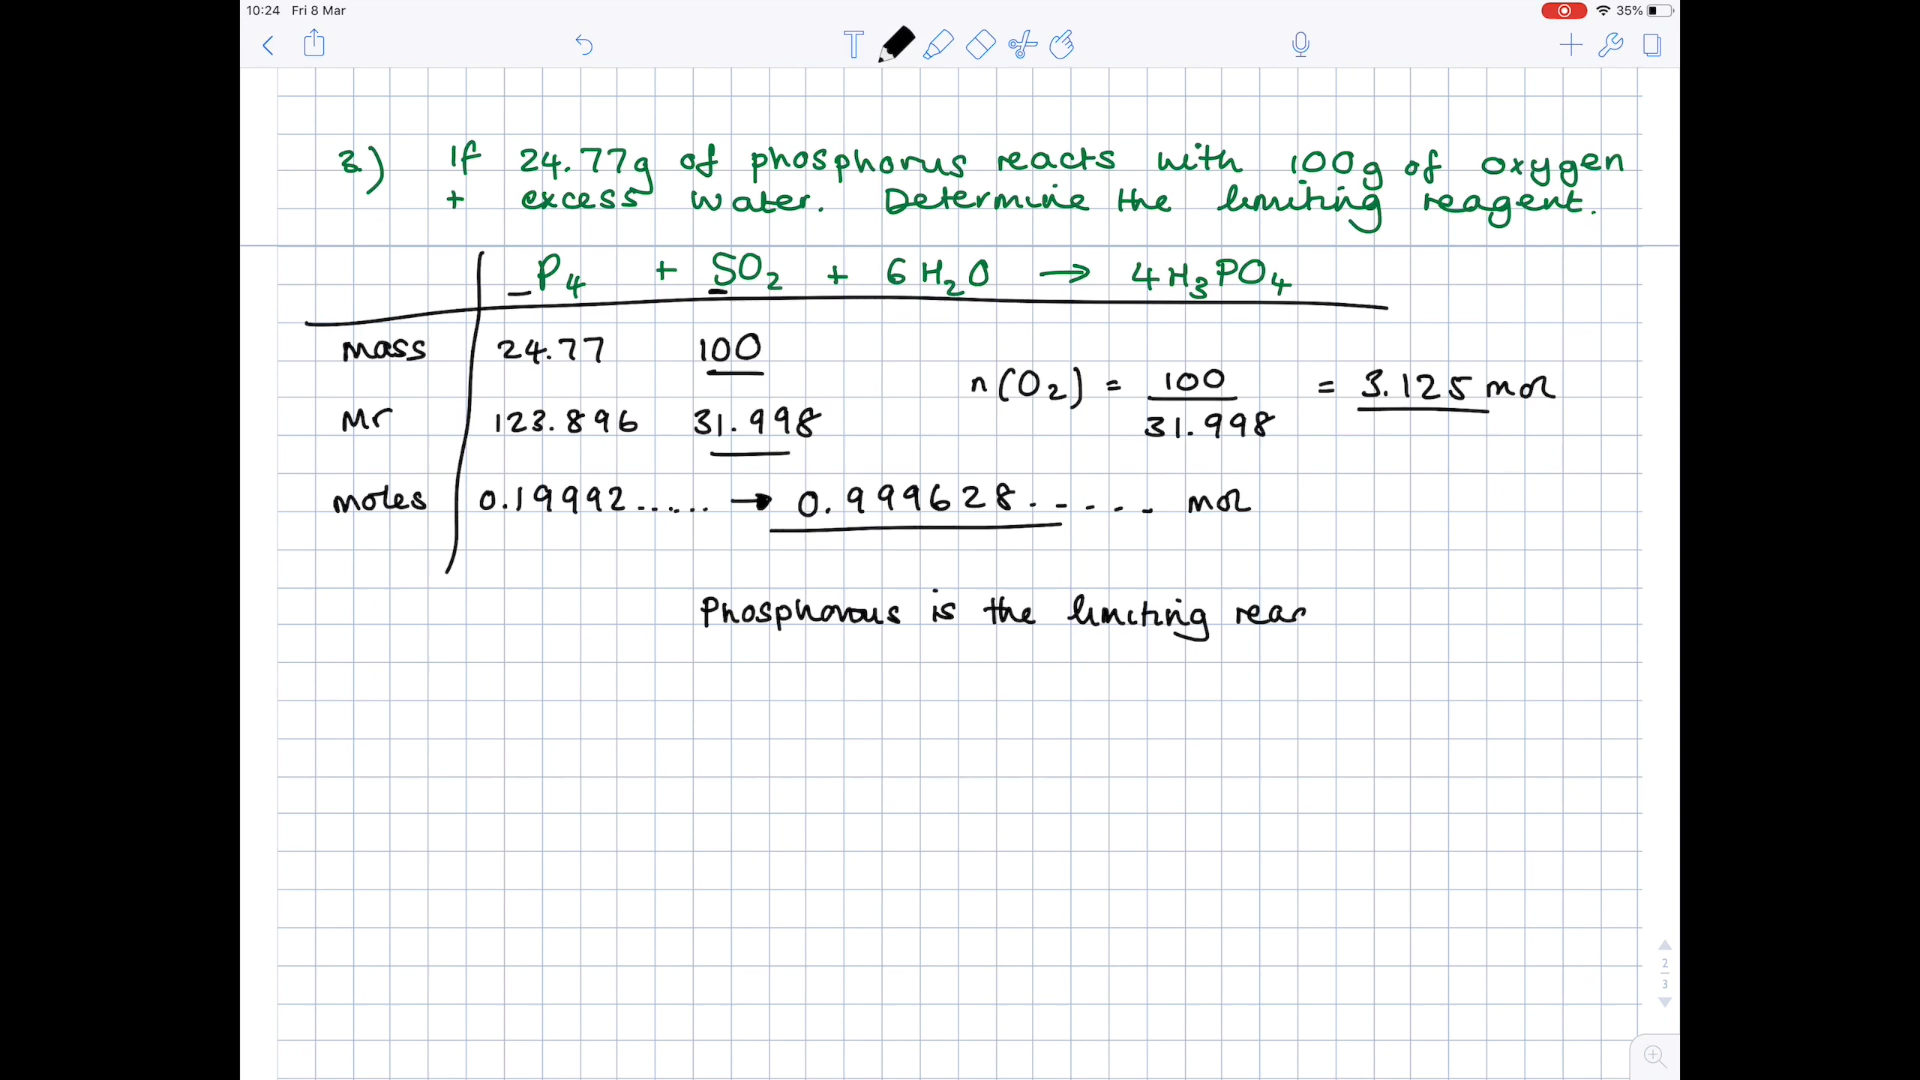 10:24 Fri 8 Mar 35%
T
3.) If 24.77g of phosphorus reacts with 100g of oxygen
+ excess water. Determine the limiting reagent.
_P4 + 5O2 + 6H2O → 4H3PO4
mass 24.77 100
n(O2) = 100/31.998 = 3.125 mol
Mr 123.896 31.998
moles 0.19992...... → 0.999628...... mol
Phosphorous is the limiting rear
2
3